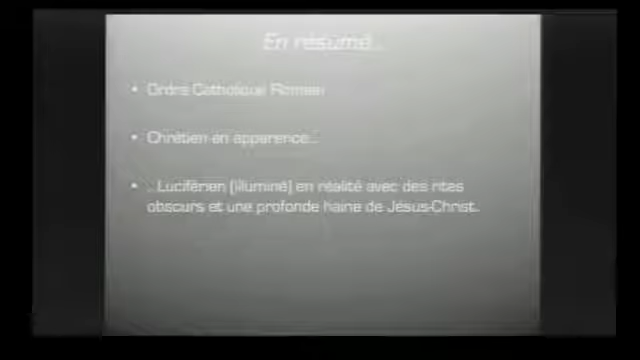 En résumé...
• Ordre Catholique Romain
• Chrétien en apparence...
• ...Luciférien (illuminé) en réalité avec des rites
obscurs et une profonde haine de Jésus-Christ.